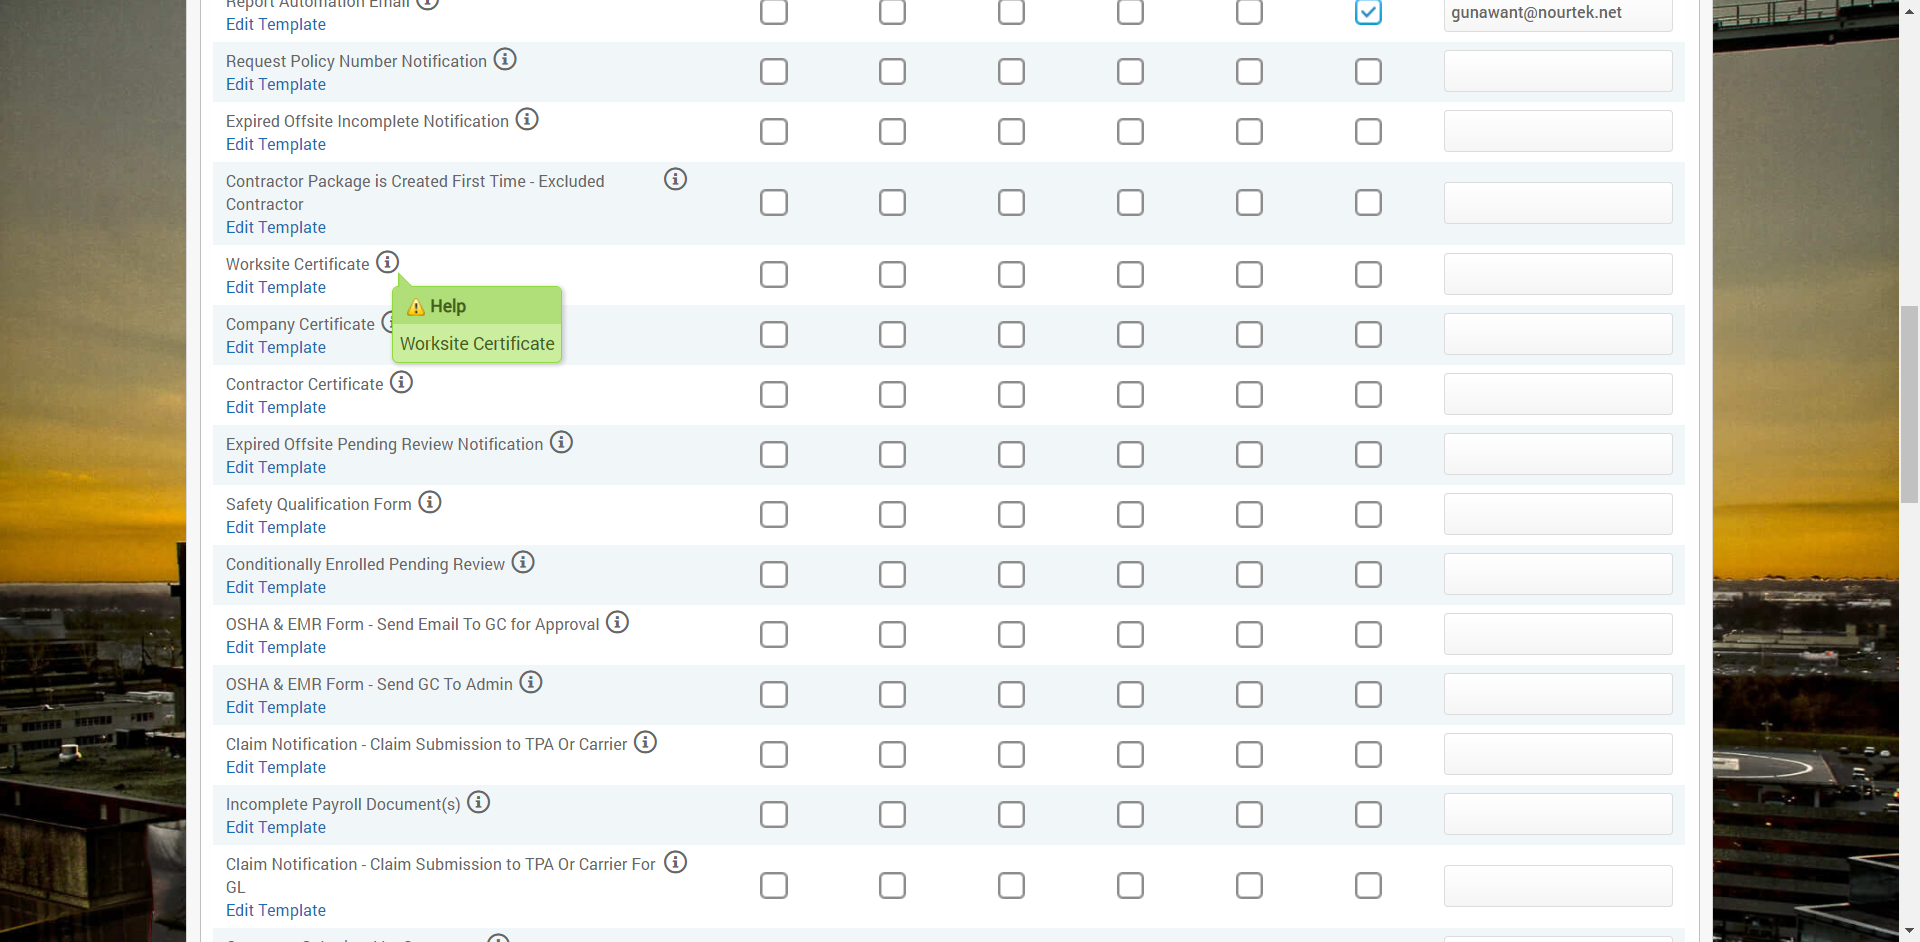 Report Automation Email
Edit Template
gunawant@nourtek.net
Request Policy Number Notification
Edit Template
Expired Offsite Incomplete Notification
Edit Template
Contractor Package is Created First Time - Excluded
Contractor
Edit Template
Worksite Certificate
Edit Template
Help
Worksite Certificate
Company Certificate
Edit Template
Contractor Certificate
Edit Template
Expired Offsite Pending Review Notification
Edit Template
Safety Qualification Form
Edit Template
Conditionally Enrolled Pending Review
Edit Template
OSHA & EMR Form - Send Email To GC for Approval
Edit Template
OSHA & EMR Form - Send GC To Admin
Edit Template
Claim Notification - Claim Submission to TPA Or Carrier
Edit Template
Incomplete Payroll Document(s)
Edit Template
Claim Notification - Claim Submission to TPA Or Carrier For
GL
Edit Template